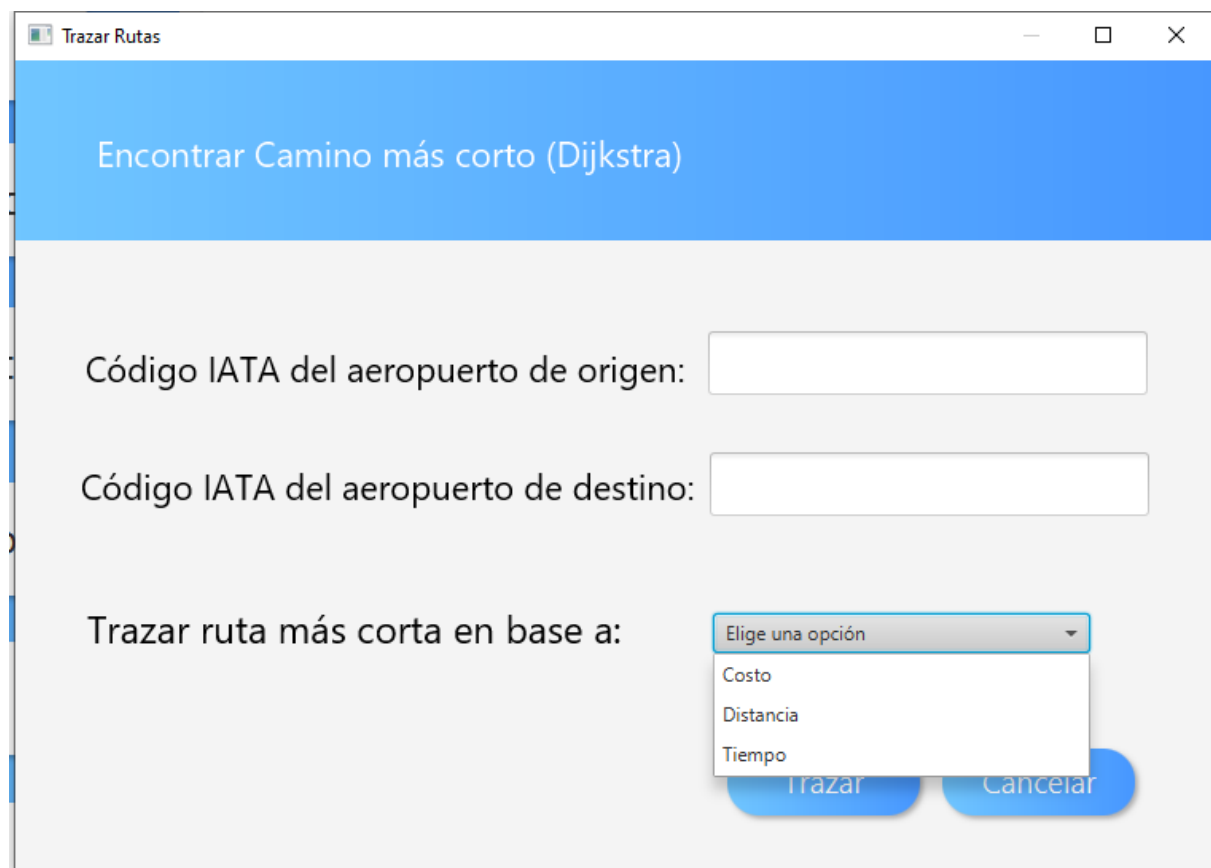 Trazar Rutas
Encontrar Camino más corto (Dijkstra)
Código IATA del aeropuerto de origen:
Código IATA del aeropuerto de destino:
Trazar ruta más corta en base a:
Elige una opción
Costo
Distancia
Tiempo
Trazar
Cancelar